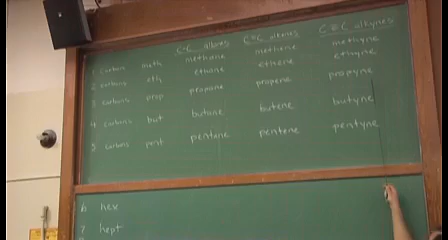 C-C alkanes C=C alkenes C≡C alkynes
1 carbon meth methane methene methyne
2 carbons eth ethane ethene ethyne
3 carbons prop propane propene propyne
4 carbons but butane butene butyne
5 carbons pent pentane pentene pentyne
6 hex
7 hept